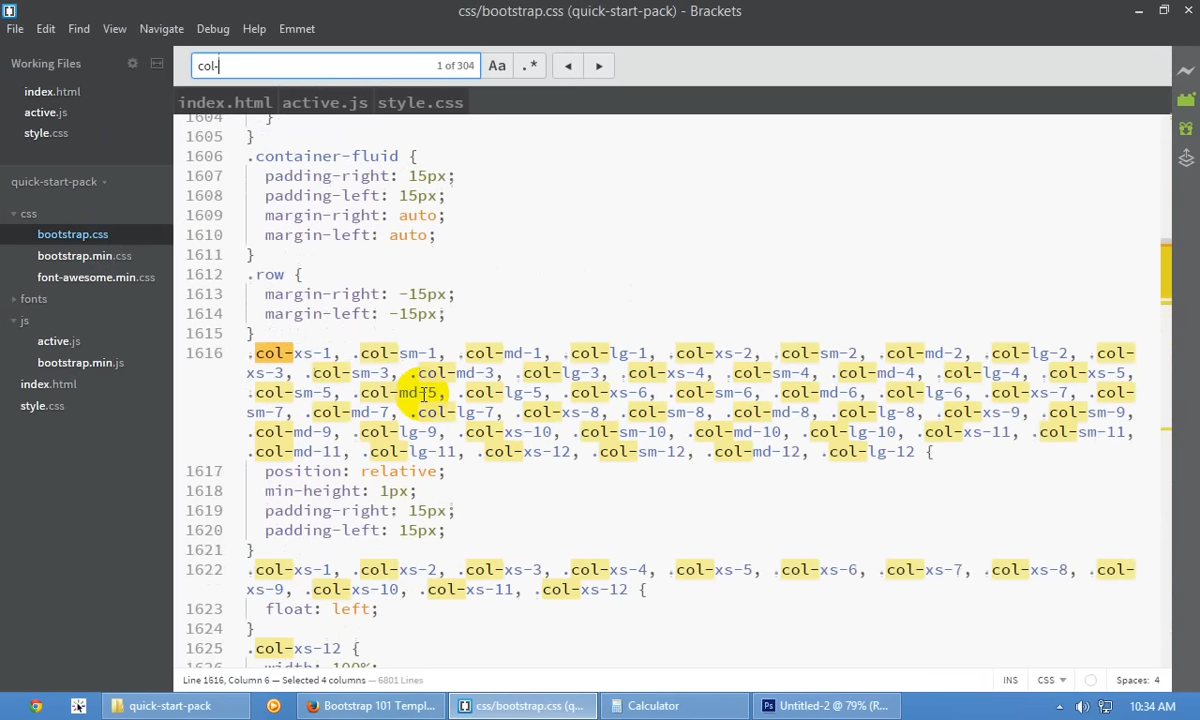 css/bootstrap.css (quick-start-pack) - Brackets
File Edit Find View Navigate Debug Help Emmet
Working Files
index.html
active.js
style.css
quick-start-pack
css
bootstrap.css
bootstrap.min.css
font-awesome.min.css
fonts
js
active.js
bootstrap.min.js
index.html
style.css
col- 1 of 304 Aa .*
index.html active.js style.css
1604 }
1605 }
1606 .container-fluid {
1607 padding-right: 15px;
1608 padding-left: 15px;
1609 margin-right: auto;
1610 margin-left: auto;
1611 }
1612 .row {
1613 margin-right: -15px;
1614 margin-left: -15px;
1615 }
1616 .col-xs-1, .col-sm-1, .col-md-1, .col-lg-1, .col-xs-2, .col-sm-2, .col-md-2, .col-lg-2, .col-
xs-3, .col-sm-3, .col-md-3, .col-lg-3, .col-xs-4, .col-sm-4, .col-md-4, .col-lg-4, .col-xs-5,
.col-sm-5, .col-md-5, .col-lg-5, .col-xs-6, .col-sm-6, .col-md-6, .col-lg-6, .col-xs-7, .col-
sm-7, .col-md-7, .col-lg-7, .col-xs-8, .col-sm-8, .col-md-8, .col-lg-8, .col-xs-9, .col-sm-9,
.col-md-9, .col-lg-9, .col-xs-10, .col-sm-10, .col-md-10, .col-lg-10, .col-xs-11, .col-sm-11,
.col-md-11, .col-lg-11, .col-xs-12, .col-sm-12, .col-md-12, .col-lg-12 {
1617 position: relative;
1618 min-height: 1px;
1619 padding-right: 15px;
1620 padding-left: 15px;
1621 }
1622 .col-xs-1, .col-xs-2, .col-xs-3, .col-xs-4, .col-xs-5, .col-xs-6, .col-xs-7, .col-xs-8, .col-
xs-9, .col-xs-10, .col-xs-11, .col-xs-12 {
1623 float: left;
1624 }
1625 .col-xs-12 {
1626 width: 100%;
Line 1616, Column 6 — Selected 4 columns — 6801 Lines INS CSS Spaces: 4
quick-start-pack Bootstrap 101 Templ... css/bootstrap.css (q... Calculator Untitled-2 @ 79% (R... 10:34 AM